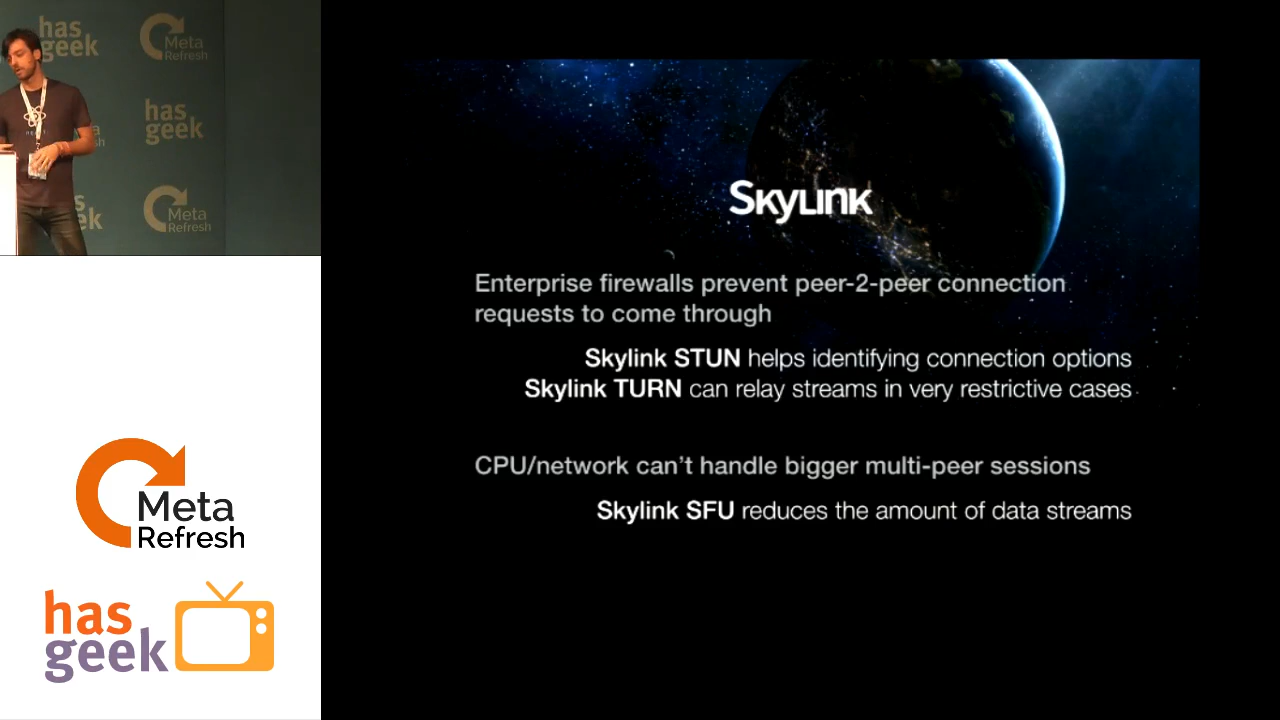 has
geek
Meta
Refresh
has
geek
Meta
Refresh
Skylink
Enterprise firewalls prevent peer-2-peer connection
requests to come through
Skylink STUN helps identifying connection options
Skylink TURN can relay streams in very restrictive cases
CPU/network can't handle bigger multi-peer sessions
Skylink SFU reduces the amount of data streams
Meta
Refresh
has
geek